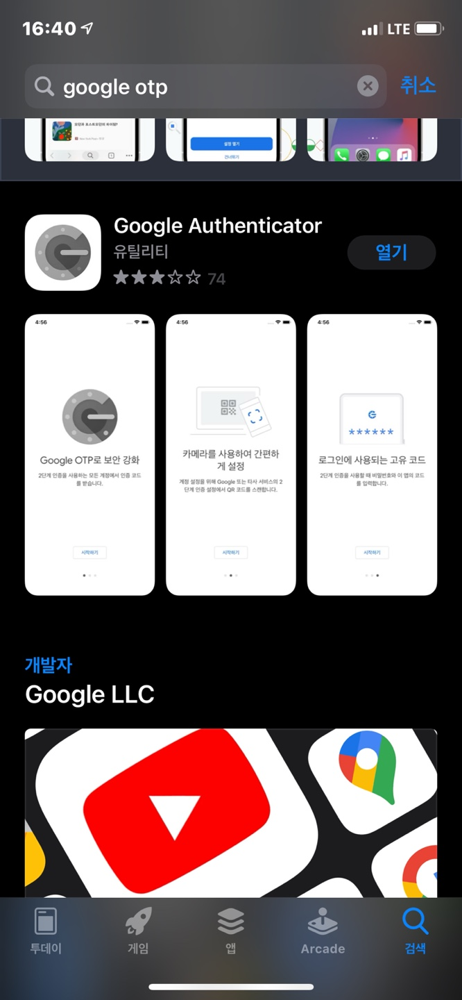 16:40
LTE
google otp
취소
설정 열기
건너뛰기
Google Authenticator
유틸리티
74
열기
4:56
Google OTP로 보안 강화
2단계 인증을 사용하는 모든 계정에서 인증 코드
를 받습니다.
시작하기
4:56
카메라를 사용하여 간편하
게 설정
계정 설정을 위해 Google 또는 타사 서비스의 2
단계 인증 설정에서 QR 코드를 스캔합니다.
시작하기
4:56
******
로그인에 사용되는 고유 코드
2단계 인증을 사용할 때 비밀번호와 이 앱의 코드
를 입력합니다.
시작하기
개발자
Google LLC
투데이
게임
앱
Arcade
검색